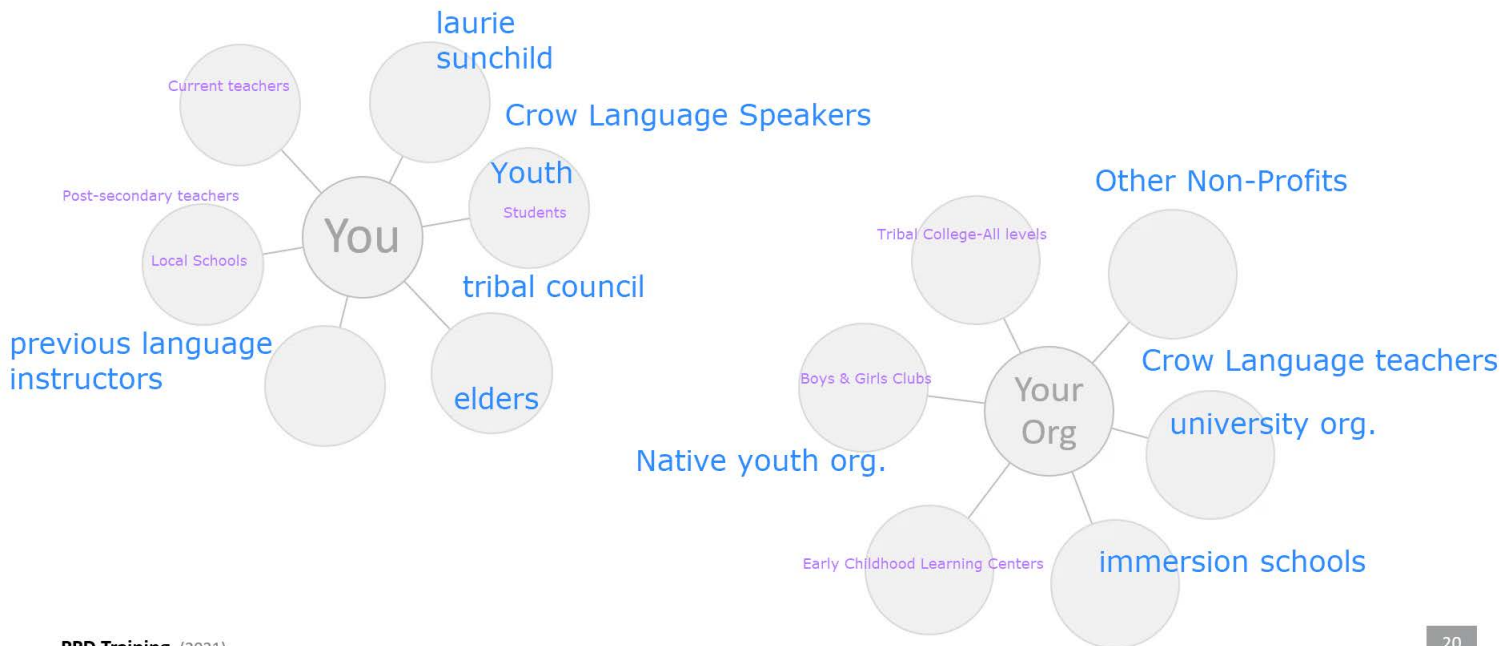 laurie
sunchild
Current teachers
Crow Language Speakers
Youth
Students
Post-secondary teachers
You
Local Schools
tribal council
previous language
instructors
elders
Other Non-Profits
Tribal College-All levels
Crow Language teachers
Boys & Girls Clubs
Your
Org
university org.
Native youth org.
Early Childhood Learning Centers
immersion schools
PPD Training (2021)
20